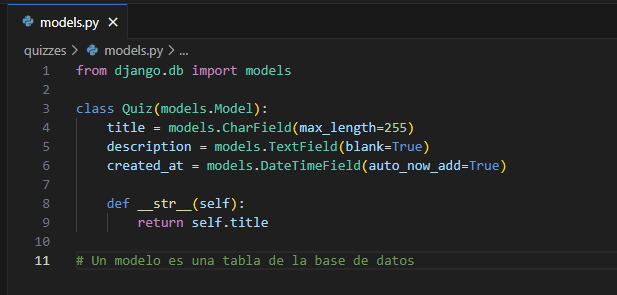 models.py ×
quizzes > models.py > ...
1 from django.db import models
2
3 class Quiz(models.Model):
4     title = models.CharField(max_length=255)
5     description = models.TextField(blank=True)
6     created_at = models.DateTimeField(auto_now_add=True)
7
8     def __str__(self):
9         return self.title
10
11 # Un modelo es una tabla de la base de datos